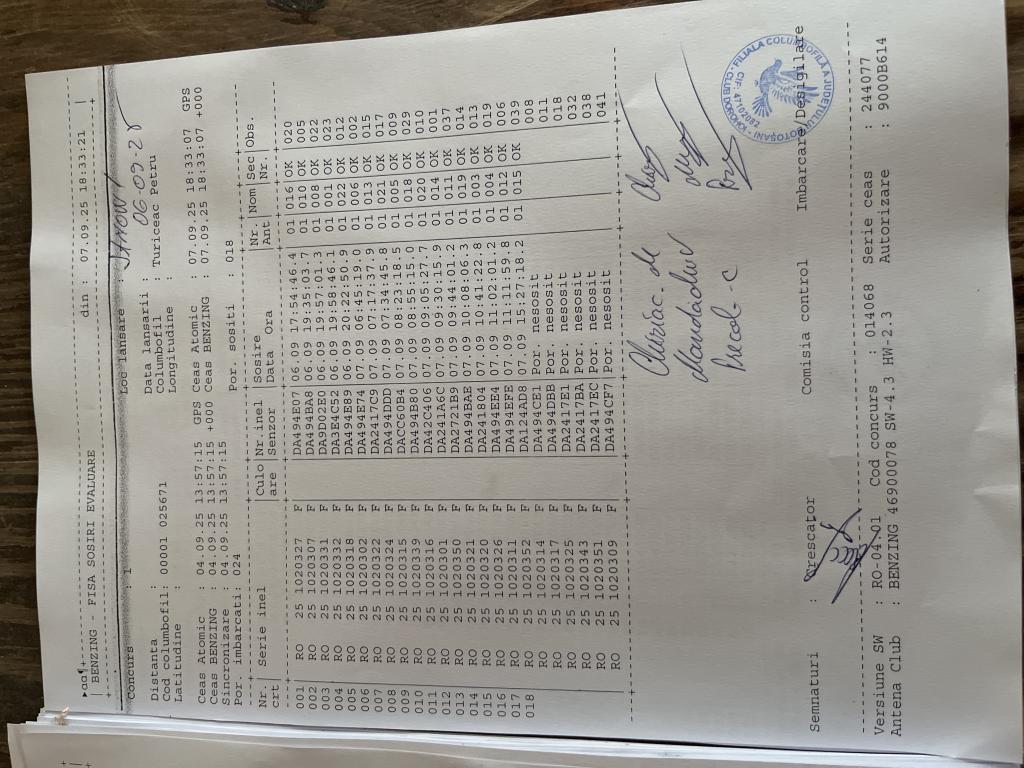 BENZING - FISA SOSIRI EVALUARE din : 07.09.25 18:33:21
Concurs : 1 Loc lansare :
Distanta : Data lansarii : 06-09-2
Cod columbofil: 00001 025671 Columbofil : Turiceac Petru
Latitudine : Longitudine :
Ceas Atomic : 04.09.25 13:57:15 GPS Ceas Atomic : 07.09.25 18:33:07 GPS
Ceas BENZING : 04.09.25 13:57:15 +000 Ceas BENZING : 07.09.25 18:33:07 +000
Sincronizare : 04.09.25 13:57:15
Por. imbarcati: 024 Por. sositi : 018
Nr. | Serie inel |Culo|Nr inel |Sosire |Nr. |Nom|Sec|Obs.
crt| |are |Senzor |Data Ora |Ant |Nr.|
001 RO 25 1020327 F DA494E07 06.09 17:54:46.4 01 016 OK 020
002 RO 25 1020307 F DA494BA8 06.09 19:35:03.7 01 010 OK 005
003 RO 25 1020331 F DA9D027D 06.09 19:57:01.3 01 008 OK 022
004 RO 25 1020332 F DA3E4C52 06.09 19:58:46.1 01 001 OK 023
005 RO 25 1020318 F DA494E89 06.09 20:22:50.9 01 022 OK 012
006 RO 25 1020302 F DA494E74 07.09 06:45:19.0 01 006 OK 002
007 RO 25 1020322 F DA2417C9 07.09 07:17:37.9 01 013 OK 015
008 RO 25 1020324 F DA494DDD 07.09 07:34:45.8 01 021 OK 017
009 RO 25 1020315 F DACC60B4 07.09 08:23:18.5 01 005 OK 009
010 RO 25 1020339 F DA494B80 07.09 08:55:15.0 01 018 OK 029
011 RO 25 1020316 F DA42C406 07.09 09:05:27.7 01 020 OK 010
012 RO 25 1020301 F DA241A6C 07.09 09:30:15.9 01 014 OK 001
013 RO 25 1020350 F DA2721B9 07.09 09:44:01.2 01 011 OK 037
014 RO 25 1020321 F DA494BAE 07.09 10:08:06.3 01 019 OK 014
015 RO 25 1020320 F DA241804 07.09 10:41:22.8 01 003 OK 013
016 RO 25 1020326 F DA494EE4 07.09 11:02:01.2 01 004 OK 019
017 RO 25 1020311 F DA494EFE 07.09 11:11:59.8 01 012 OK 006
018 RO 25 1020352 F DA124AD8 07.09 15:27:18.2 01 015 OK 039
RO 25 1020314 F DA494CE1 Por. nesosit 008
RO 25 1020317 F DA494DBB Por. nesosit 011
RO 25 1020325 F DA2417E1 Por. nesosit 018
RO 25 1020343 F DA2417BA Por. nesosit 032
RO 25 1020351 F DA2417EC Por. nesosit 038
RO 25 1020309 F DA494CF7 Por. nesosit 041
Semnaturi : Crescator Comisia control Imbarcare/Desigilare
Versiune SW : RO-04-01 Cod concurs : 014068 Serie ceas : 244077
Antena Club : BENZING 46900078 SW-4.3 HW-2.3 Autorizare : 9000B614